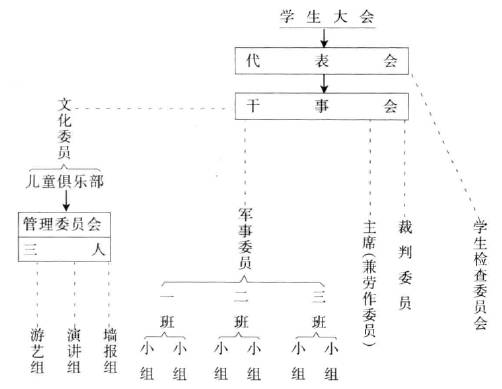 学生大会
代表会
干事会
文化委员
儿童俱乐部
管理委员会
三人
游艺组
演讲组
墙报组
军事委员
一班
二班
三班
小组
小组
小组
小组
小组
小组
主席(兼劳作委员)
裁判委员
学生检查委员会